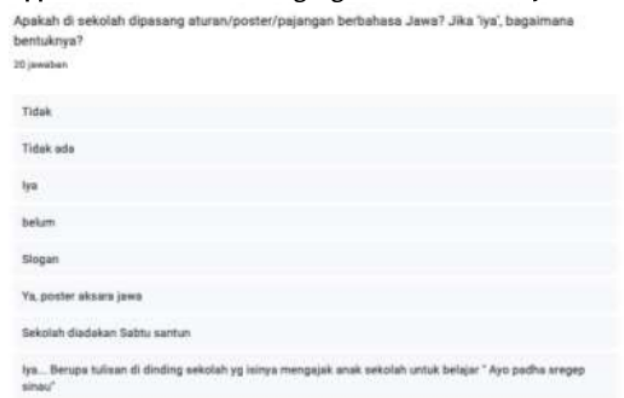 Apakah di sekolah dipasang aturan/poster/pajangan berbahasa Jawa? Jika 'iya', bagaimana
bentuknya?
20 jawaban
Tidak
Tidak ada
Iya
belum
Slogan
Ya, poster aksara jawa
Sekolah diadakan Sabtu santun
Iya... Berupa tulisan di dinding sekolah yg isinya mengajak anak sekolah untuk belajar " Ayo padha sregep
sinau"